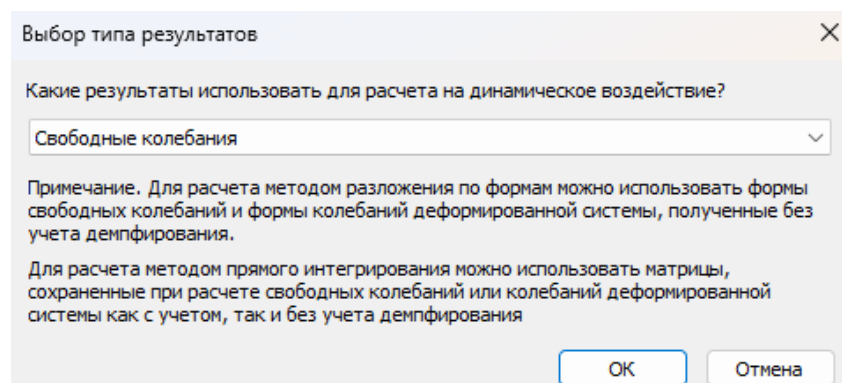 Выбор типа результатов
Какие результаты использовать для расчета на динамическое воздействие?
Свободные колебания
Примечание. Для расчета методом разложения по формам можно использовать формы
свободных колебаний и формы колебаний деформированной системы, полученные без
учета демпфирования.
Для расчета методом прямого интегрирования можно использовать матрицы,
сохраненные при расчете свободных колебаний или колебаний деформированной
системы как с учетом, так и без учета демпфирования
ОК
Отмена